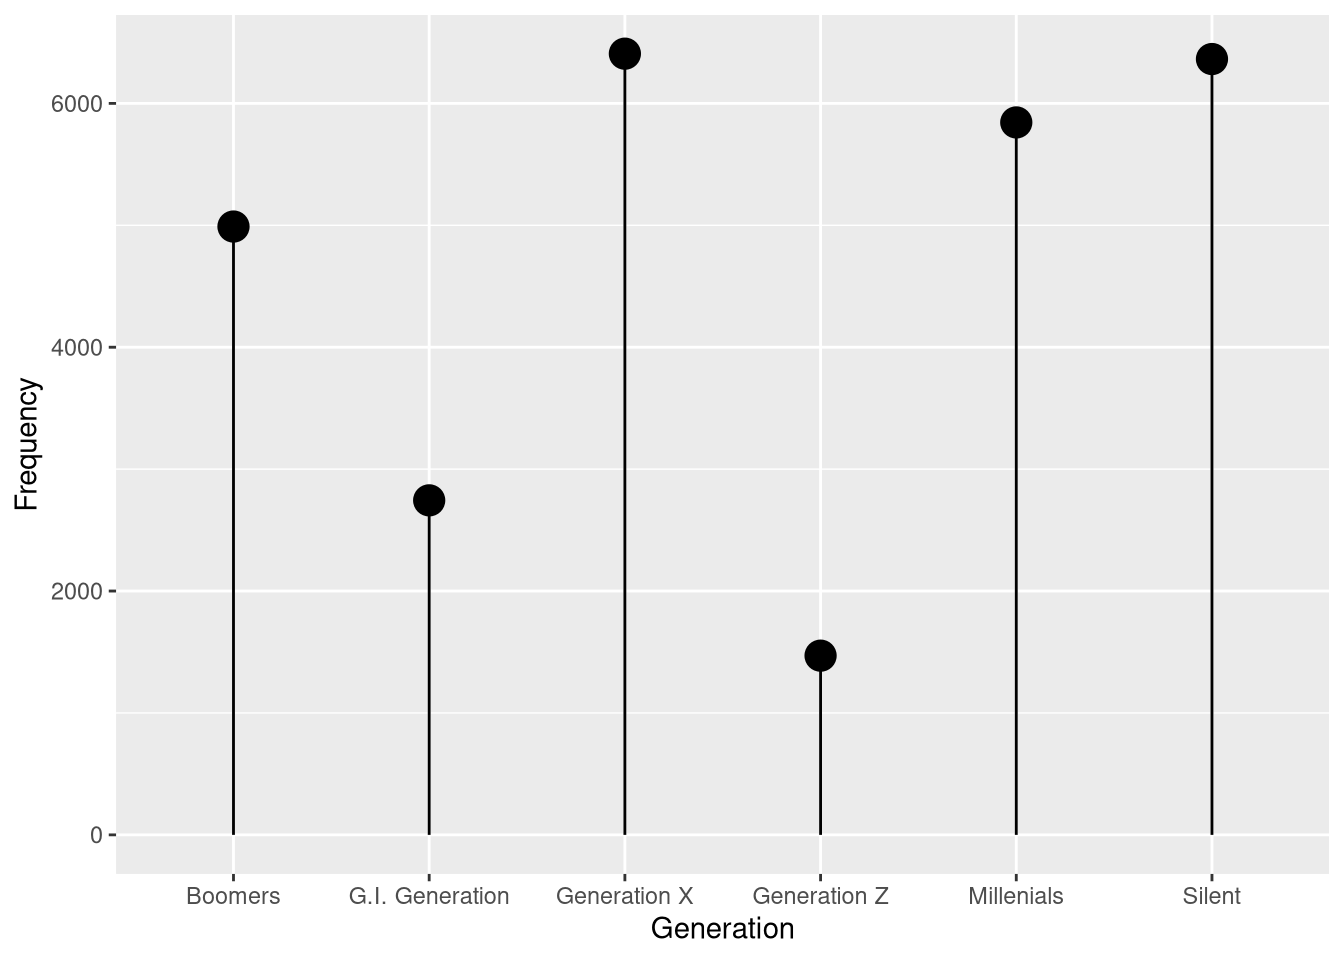 Frequency
6000
4000
2000
0
Boomers G.I. Generation Generation X Generation Z Millenials Silent
Generation